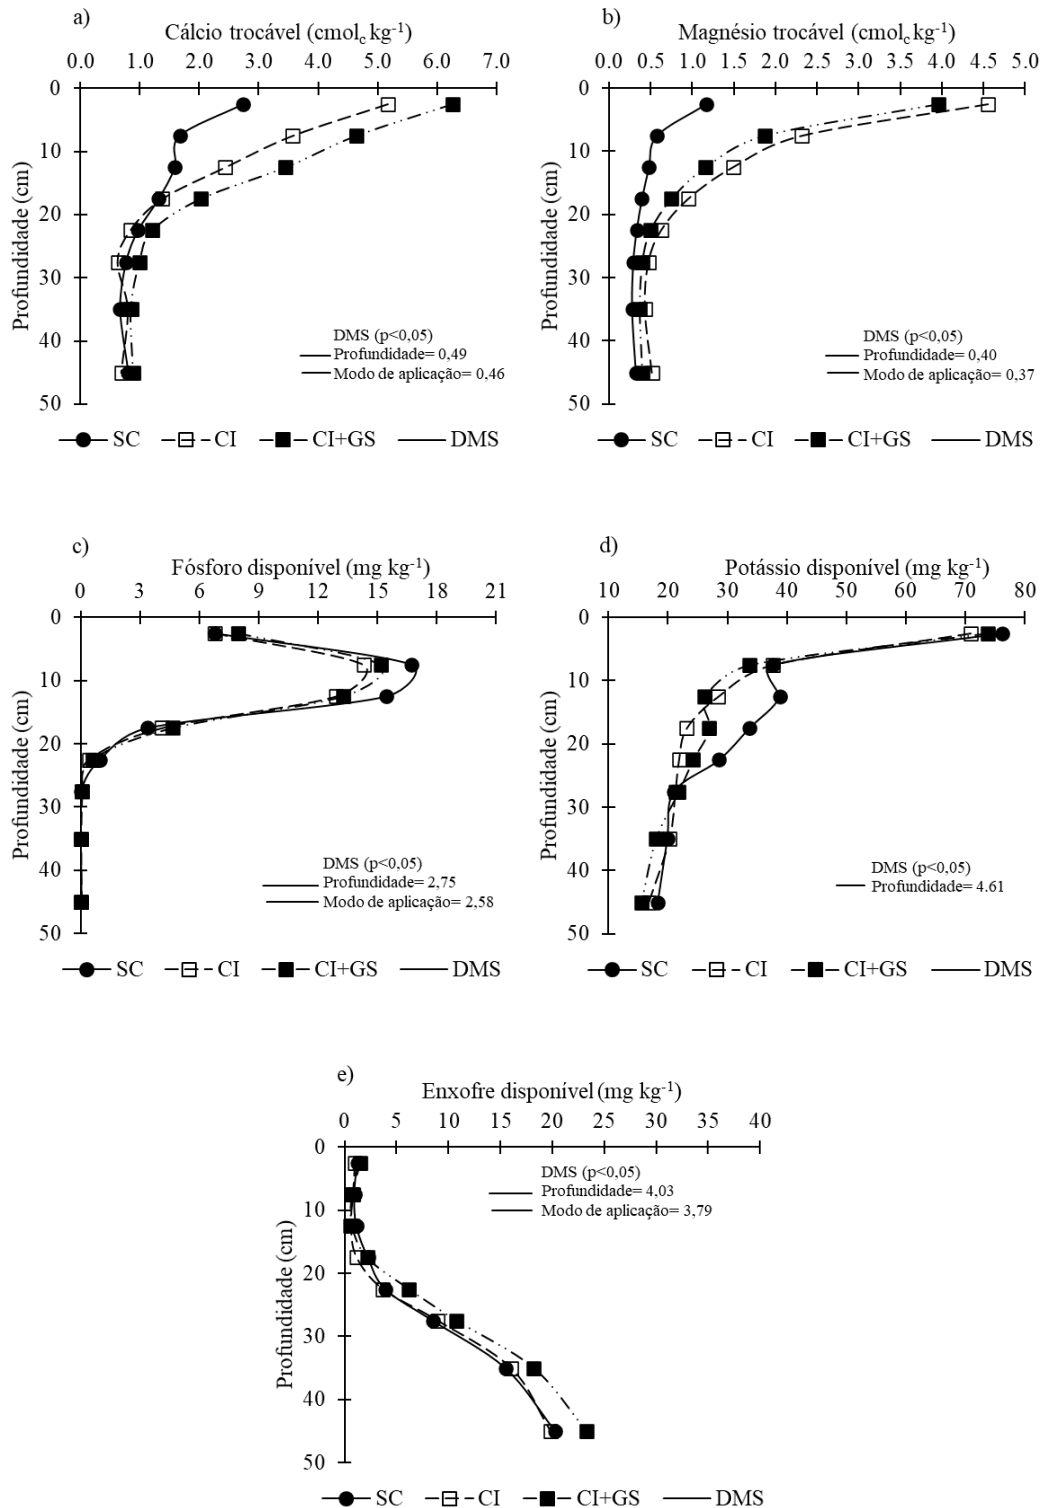 a)
Cálcio trocável (cmolc kg-1)
0.0 1.0 2.0 3.0 4.0 5.0 6.0 7.0
Profundidade (cm)
0
10
20
30
40
50
DMS (p<0,05)
Profundidade= 0,49
Modo de aplicação= 0,46
SC CI CI+GS DMS
b)
Magnésio trocável (cmolc kg-1)
0.0 0.5 1.0 1.5 2.0 2.5 3.0 3.5 4.0 4.5 5.0
Profundidade (cm)
0
10
20
30
40
50
DMS (p<0,05)
Profundidade= 0,40
Modo de aplicação= 0,37
SC CI CI+GS DMS
c)
Fósforo disponível (mg kg-1)
0 3 6 9 12 15 18 21
Profundidade (cm)
0
10
20
30
40
50
DMS (p<0,05)
Profundidade= 2,75
Modo de aplicação= 2,58
SC CI CI+GS DMS
d)
Potássio disponível (mg kg-1)
10 20 30 40 50 60 70 80
Profundidade (cm)
0
10
20
30
40
50
DMS (p<0,05)
Profundidade= 4.61
SC CI CI+GS DMS
e)
Enxofre disponível (mg kg-1)
0 5 10 15 20 25 30 35 40
Profundidade (cm)
0
10
20
30
40
50
DMS (p<0,05)
Profundidade= 4,03
Modo de aplicação= 3,79
SC CI CI+GS DMS